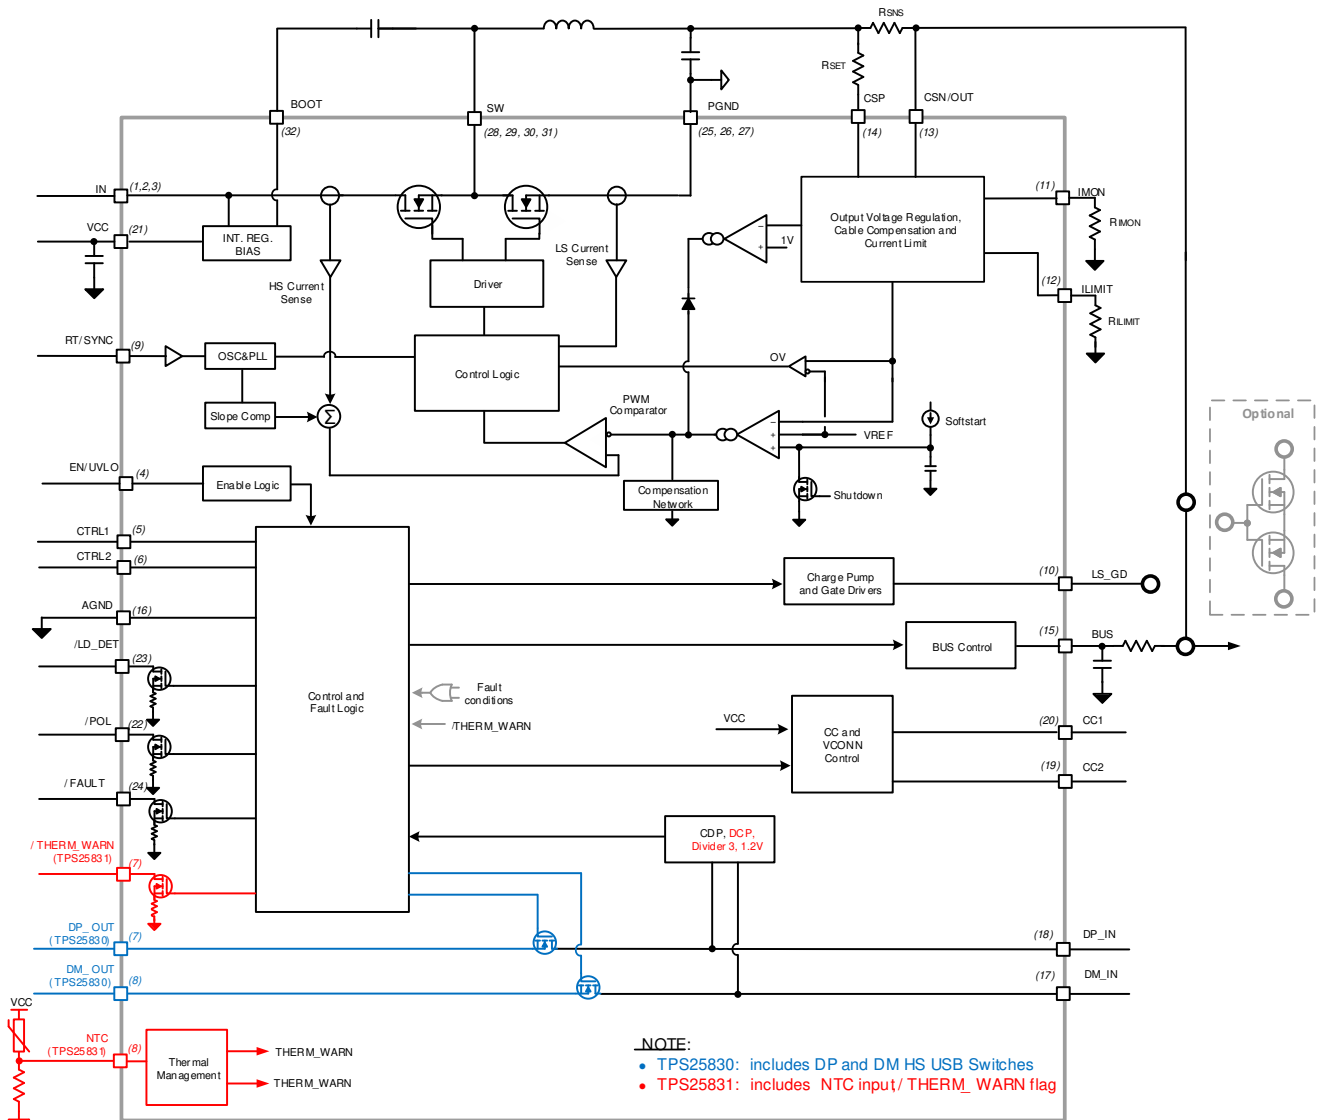 RSNS
RSET
BOOT
SW
PGND
CSP
CSN/OUT
(32)
(28, 29, 30, 31)
(25, 26, 27)
(14)
(13)
IN
(1,2,3)
(11)
IMON
RIMON
VCC
(21)
INT. REG.
BIAS
LS Current
Sense
Output Voltage Regulation,
Cable Compensation and
Current Limit
1V
HS Current
Sense
Driver
(12)
ILIMIT
RILIMIT
RT/SYNC
(9)
OSC&PLL
Control Logic
OV
Slope Comp
Σ
PWM
Comparator
VREF
Softstart
Optional
EN/UVLO
(4)
Enable Logic
Compensation
Network
Shutdown
CTRL1
(5)
CTRL2
(6)
Charge Pump
and Gate Drivers
(10)
LS_GD
AGND
(16)
/LD_DET
(23)
BUS Control
(15)
BUS
Control and
Fault Logic
Fault
conditions
/THERM_WARN
/POL
(22)
VCC
CC and
VCONN
Control
(20)
CC1
(19)
CC2
/FAULT
(24)
/ THERM_WARN
(TPS25831)
(7)
CDP, DCP,
Divider 3, 1.2V
DP_ OUT
(TPS25830)
(7)
(18)
DP_IN
DM_ OUT
(TPS25830)
(8)
(17)
DM_IN
VCC
NTC
(TPS25831)
(8)
Thermal
Management
THERM_WARN
THERM_WARN
NOTE:
• TPS25830: includes DP and DM HS USB Switches
• TPS25831: includes NTC input,/ THERM_ WARN flag